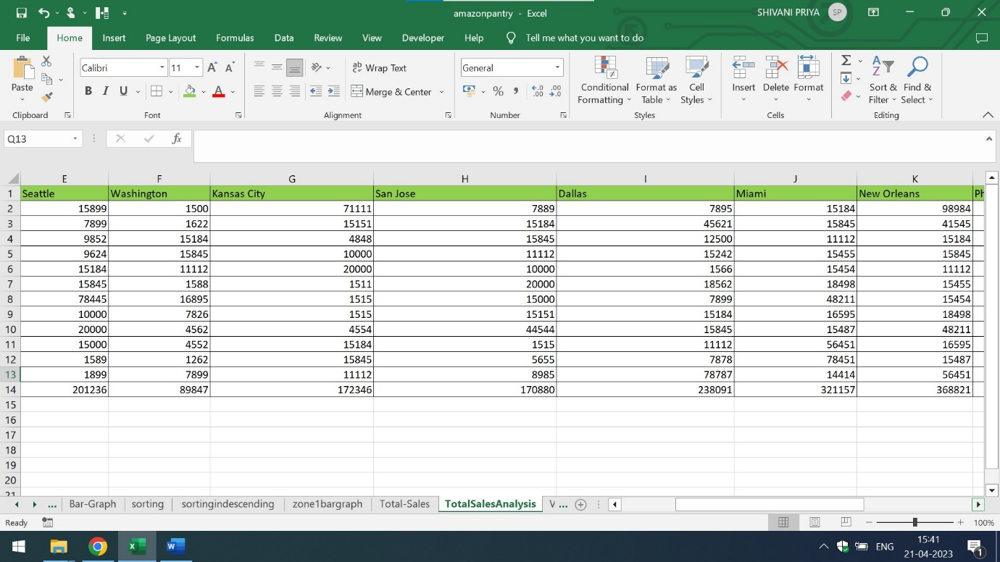 amazonpantry - Excel
SHIVANI PRIYA SP
File Home Insert Page Layout Formulas Data Review View Developer Help Tell me what you want to do
Paste
Clipboard
Calibri 11 A A
B I U A
Font
ab Wrap Text
Merge & Center
Alignment
General
% ,
Number
Conditional Formatting
Format as Table
Cell Styles
Styles
Insert Delete Format
Cells
Sort & Filter
Find & Select
Editing
Q13 fx
E F G H I J K
1 Seattle Washington Kansas City San Jose Dallas Miami New Orleans
2 15899 1500 71111 7889 7895 15184 98984
3 7899 1622 15151 15184 45621 15845 41545
4 9852 15184 4848 15845 12500 11112 15184
5 9624 15845 10000 11112 15242 15455 15845
6 15184 11112 20000 10000 1566 15454 11112
7 15845 1588 1511 20000 18562 18498 15455
8 78445 16895 1515 15000 7899 48211 15454
9 10000 7826 1515 15151 15184 16595 18498
10 20000 4562 4554 44544 15845 15487 48211
11 15000 4552 15184 1515 11112 56451 16595
12 1589 1262 15845 5655 7878 78451 15487
13 1899 7899 11112 8985 78787 14414 56451
14 201236 89847 172346 170880 238091 321157 368821
15
16
17
18
19
20
21
... Bar-Graph sorting sortingindescending zone1bargraph Total-Sales TotalSalesAnalysis V ...
Ready 100%
ENG 15:41
21-04-2023 1